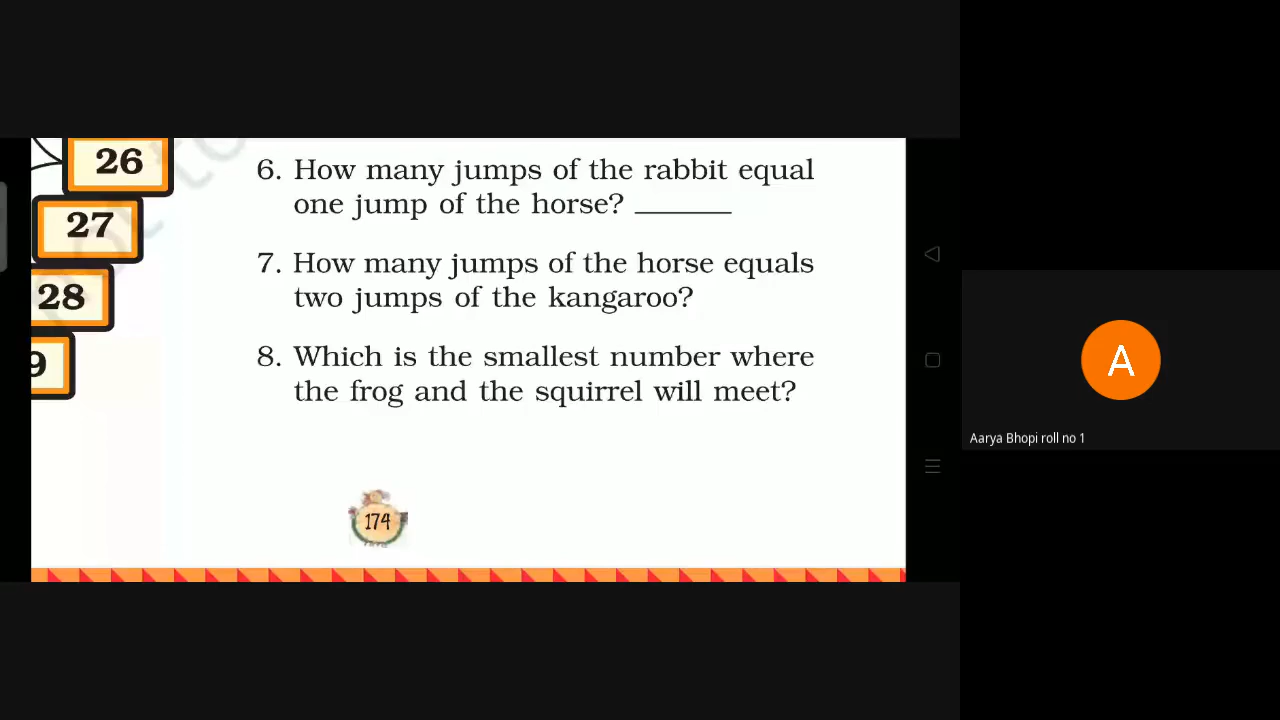 26
27
28
9
6. How many jumps of the rabbit equal
one jump of the horse? _______
7. How many jumps of the horse equals
two jumps of the kangaroo?
8. Which is the smallest number where
the frog and the squirrel will meet?
174
A
Aarya Bhopi roll no 1